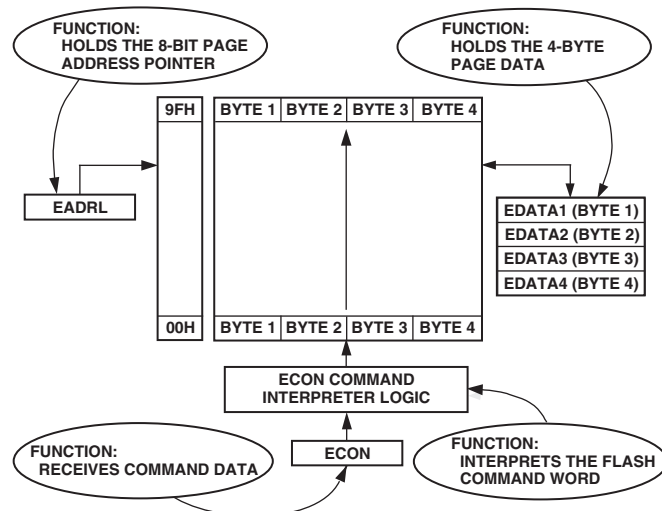 FUNCTION:
HOLDS THE 8-BIT PAGE
ADDRESS POINTER
FUNCTION:
HOLDS THE 4-BYTE
PAGE DATA
9FH
BYTE 1 BYTE 2 BYTE 3 BYTE 4
EADRL
EDATA1 (BYTE 1)
EDATA2 (BYTE 2)
EDATA3 (BYTE 3)
EDATA4 (BYTE 4)
00H
BYTE 1 BYTE 2 BYTE 3 BYTE 4
ECON COMMAND
INTERPRETER LOGIC
FUNCTION:
RECEIVES COMMAND DATA
ECON
FUNCTION:
INTERPRETS THE FLASH
COMMAND WORD